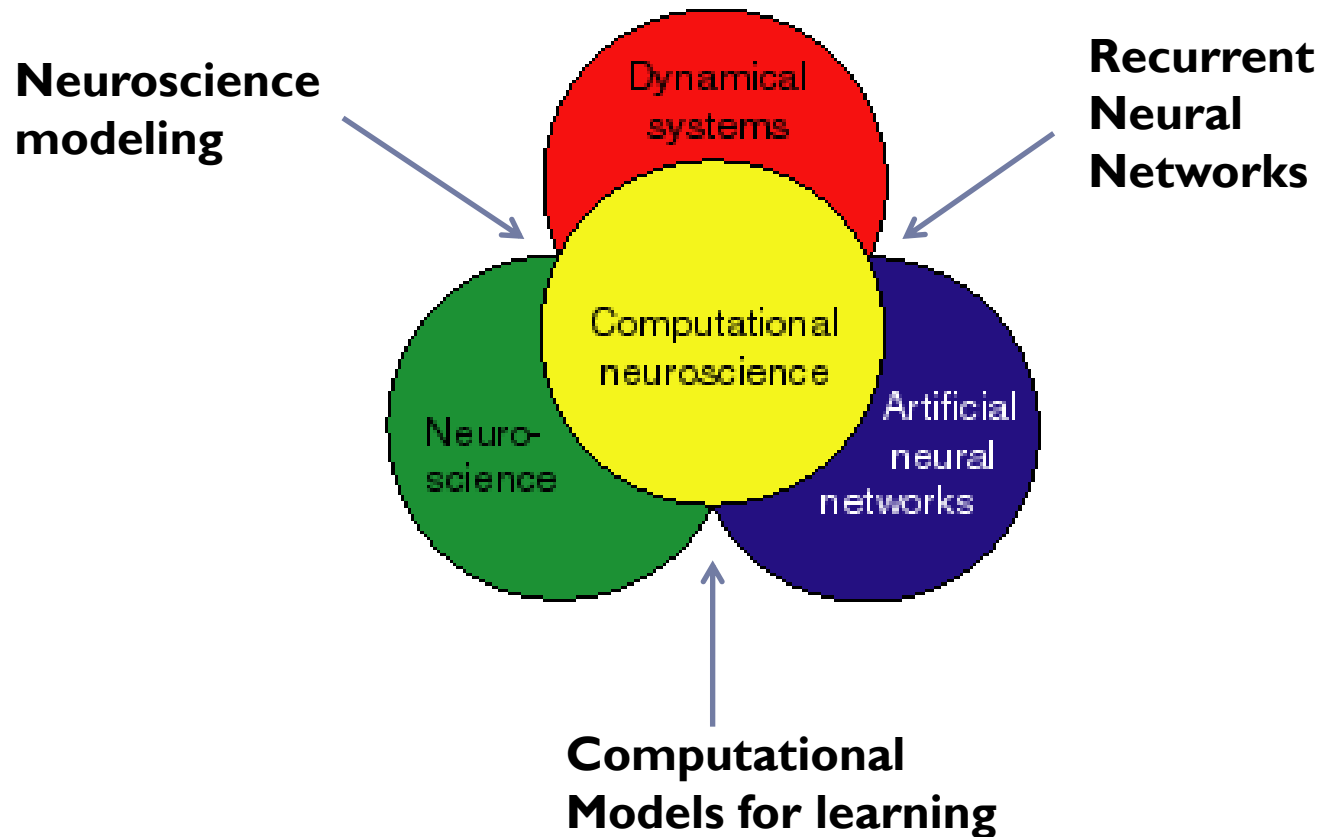 Neuroscience
modeling
Dynamical
systems
Recurrent
Neural
Networks
Computational
neuroscience
Neuro-
science
Artificial
neural
networks
Computational
Models for learning